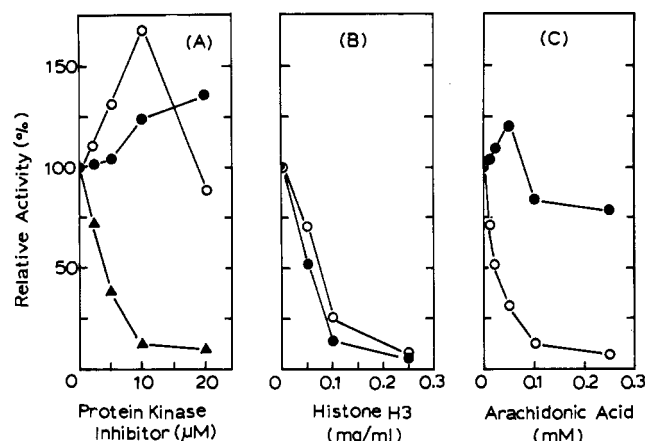 (A)
(B)
(C)
150
100
50
Relative Activity (%)
0
10
20
0
0.1
0.2
0.3
0
0.1
0.2
0.3
Protein Kinase
Inhibitor (μM)
Histone H3
(mg/ml)
Arachidonic Acid
(mM)